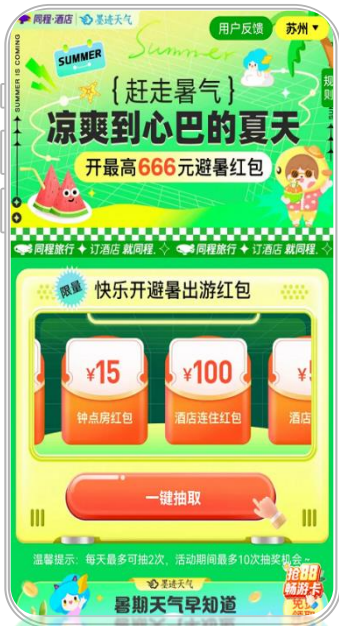 同程·酒店 墨迹天气
用户反馈
苏州▼
SUMMER IS COMING
SUMMER
Summer
规则
{赶走暑气}
凉爽到心巴的夏天
开最高666元避暑红包
同程旅行 订酒店 就同程. 同程旅行 订酒店 就同程.
限量
快乐开避暑出游红包
¥15
钟点房红包
¥100
酒店连住红包
¥
酒店
一键抽取
温馨提示: 每天最多可抽2次, 活动期间最多10次抽奖机会~
抢88
畅游卡
墨迹天气
暑期天气早知道